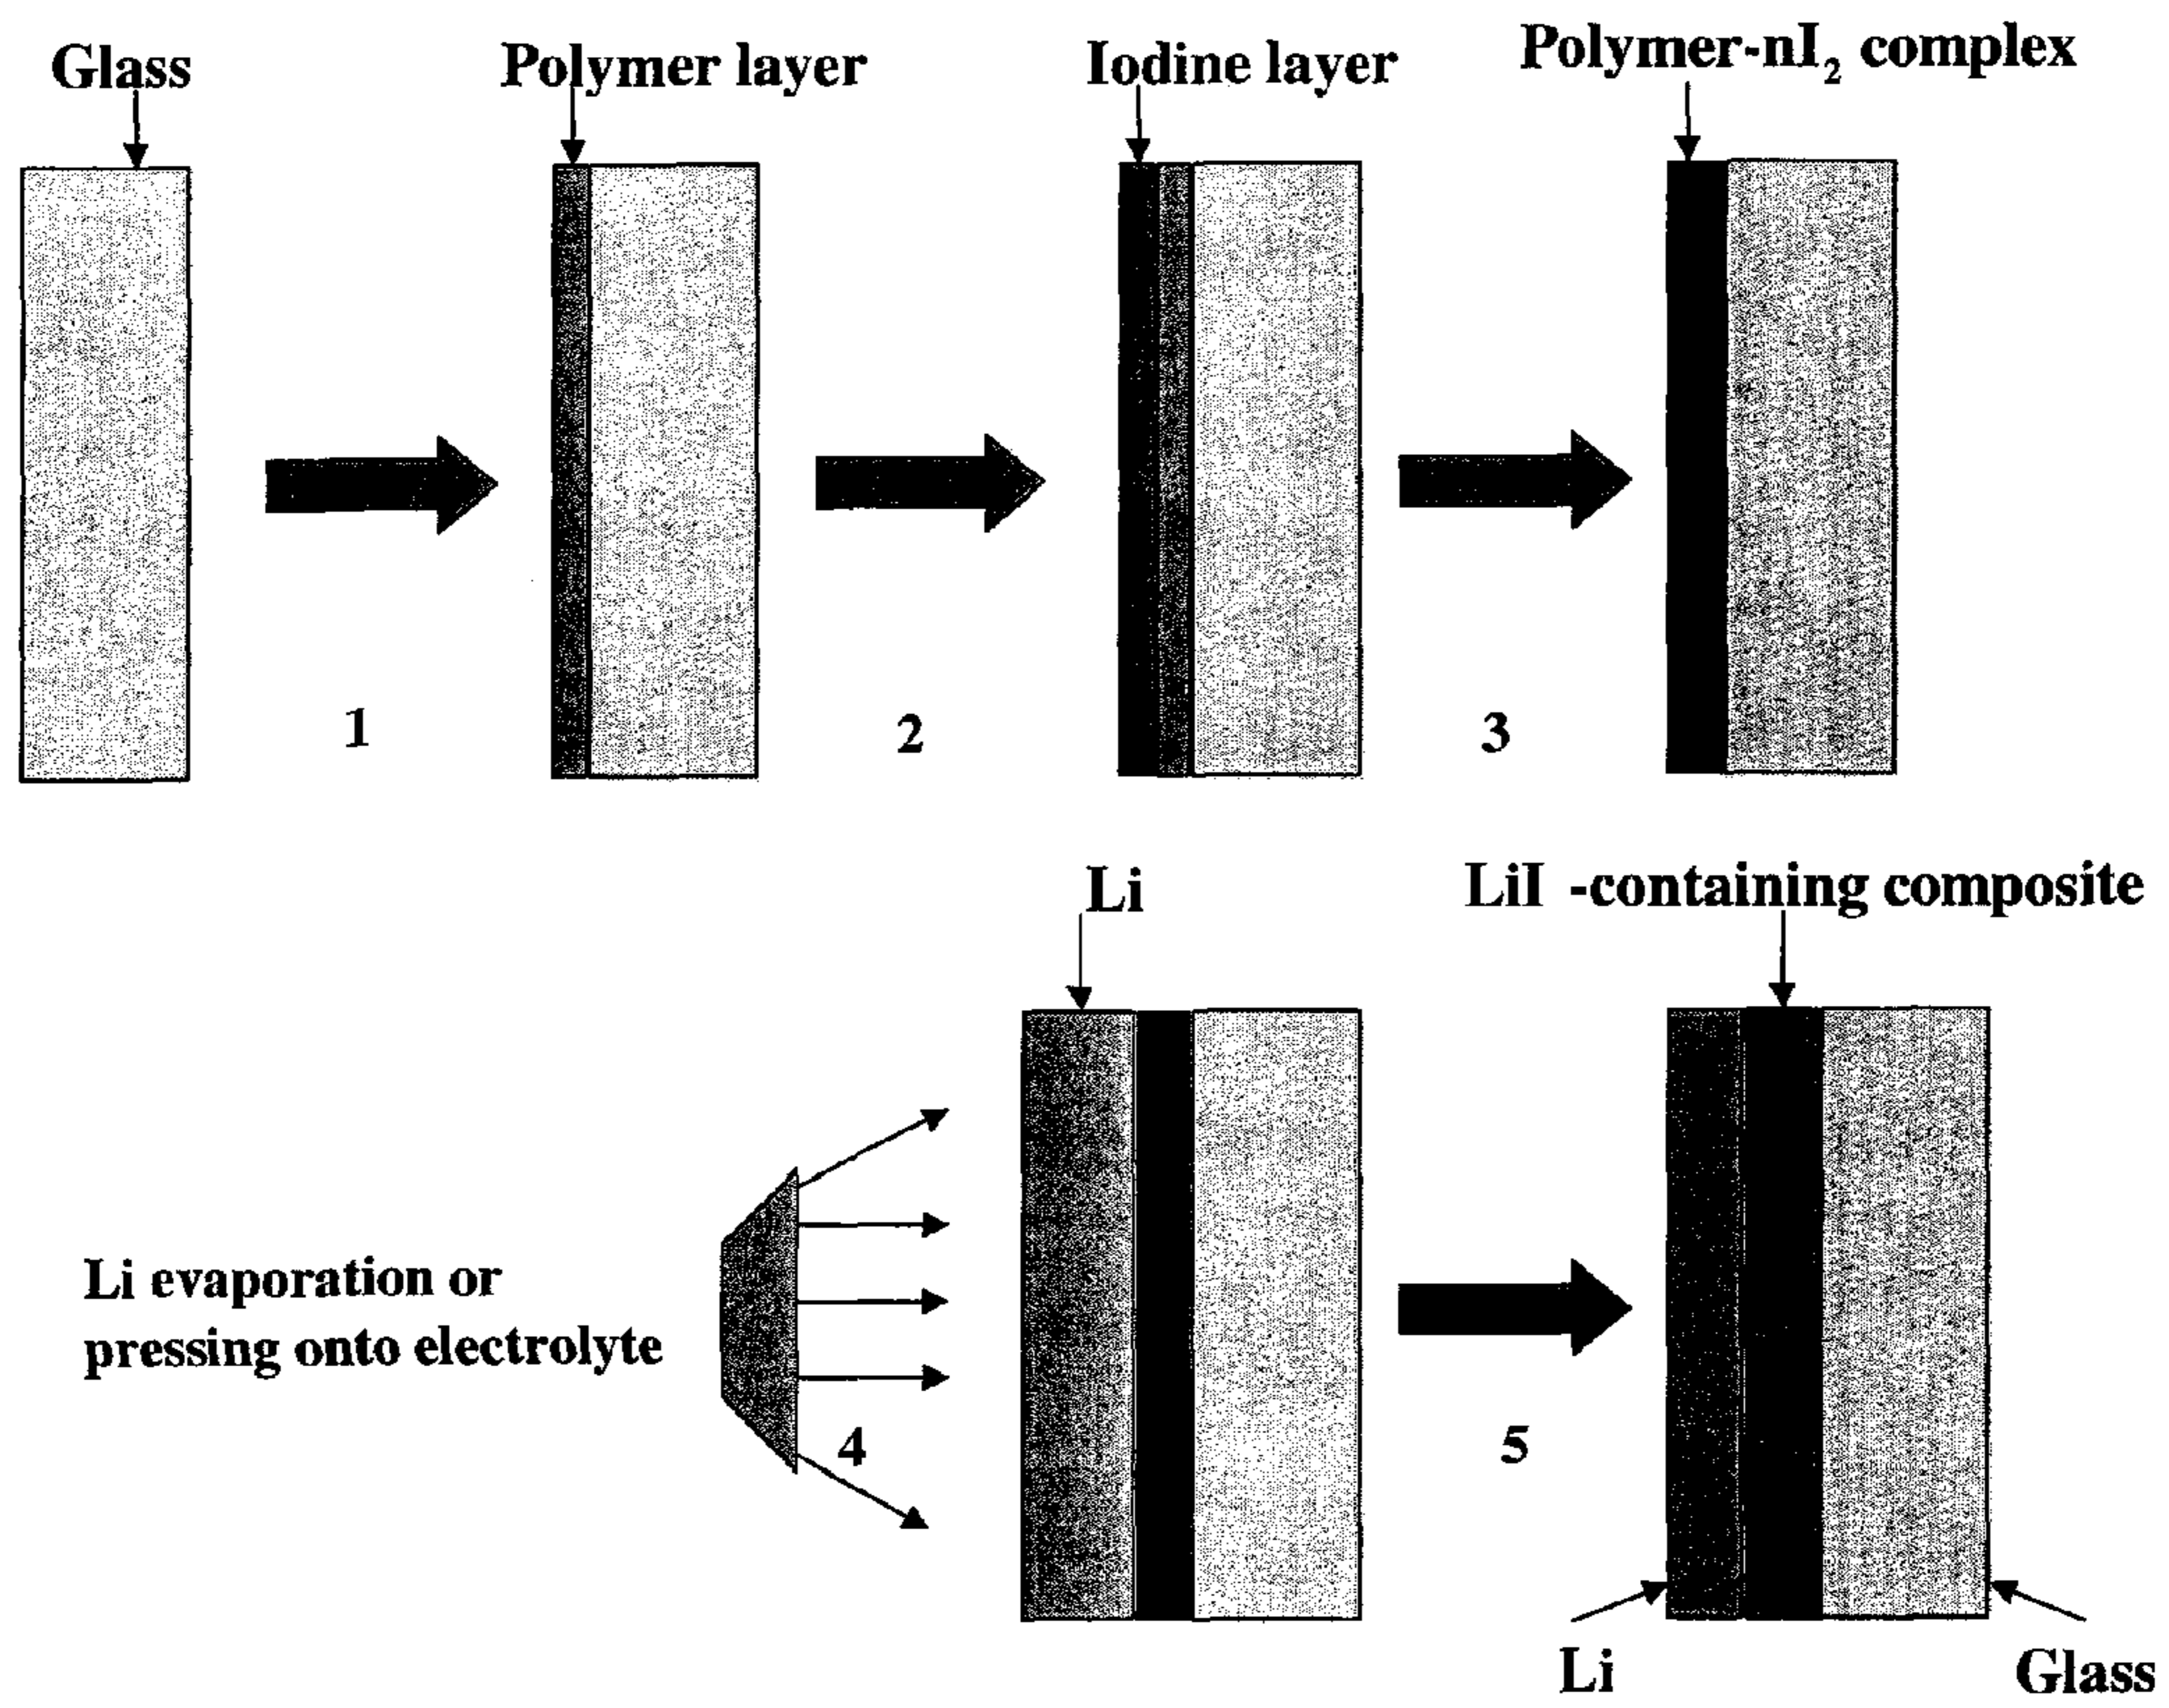 Glass
Polymer layer
Iodine layer
Polymer-nI₂ complex
1
2
3
Li
LiI -containing composite
Li evaporation or
pressing onto electrolyte
4
5
Li
Glass